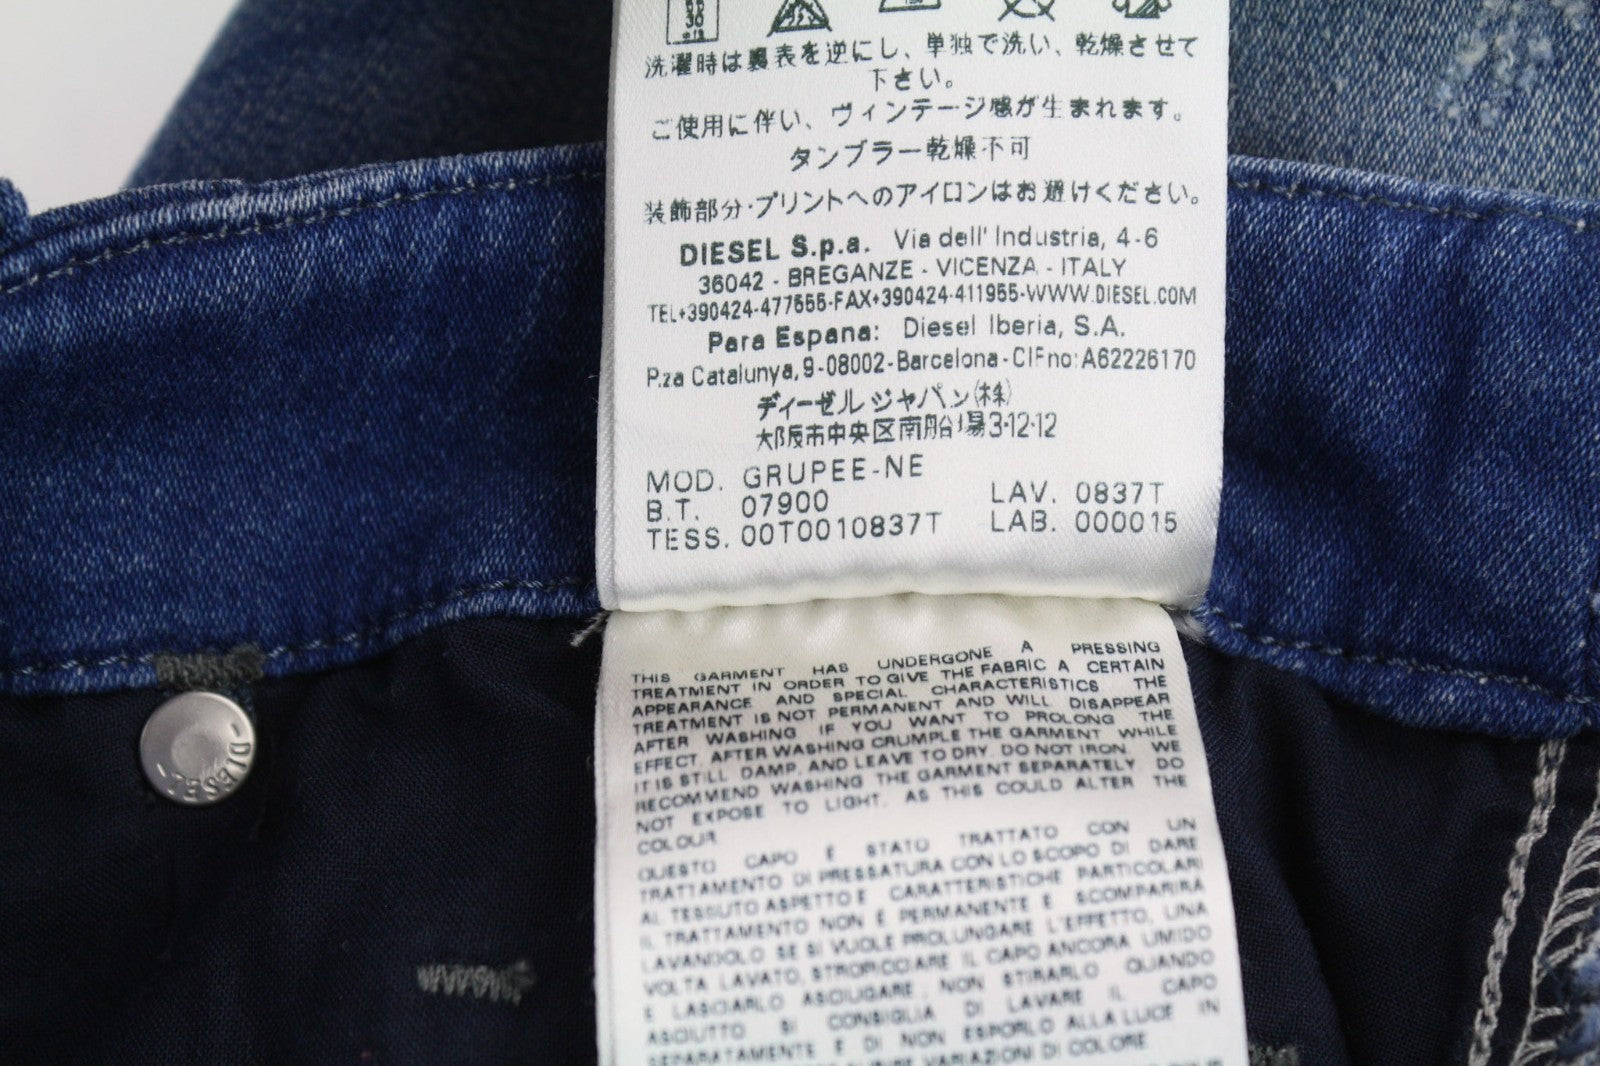 洗濯時は裏表を逆にし、単独で洗い、乾燥させて
下さい。
ご使用に伴い、ヴィンテージ感が生まれます。
タンブラー乾燥不可
装飾部分・プリントへのアイロンはお避けください。
DIESEL S.p.a. Via dell' Industria, 4-6
36042 - BREGANZE - VICENZA - ITALY
TEL+390424-477555-FAX+390424-411955-WWW.DIESEL.COM
Para Espana: Diesel Iberia, S.A.
P.za Catalunya, 9-08002-Barcelona-CIFno:A62226170
ディーゼル ジャパン(株)
大阪市中央区南船場3-12-12
MOD. GRUPEE-NE
B.T. 07900 LAV. 0837T
TESS. 00T0010837T LAB. 000015
THIS GARMENT HAS UNDERGONE A PRESSING
TREATMENT IN ORDER TO GIVE THE FABRIC A CERTAIN
APPEARANCE AND SPECIAL CHARACTERISTICS THE
TREATMENT IS NOT PERMANENT AND WILL DISAPPEAR
AFTER WASHING IF YOU WANT TO PROLONG THE
EFFECT, AFTER WASHING CRUMPLE THE GARMENT WHILE
IT IS STILL DAMP, AND LEAVE TO DRY. DO NOT IRON. WE
RECOMMEND WASHING THE GARMENT SEPARATELY DO
NOT EXPOSE TO LIGHT. AS THIS COULD ALTER THE
COLOUR
QUESTO CAPO È STATO TRATTATO CON UN
TRATTAMENTO DI PRESSATURA CON LO SCOPO DI DARE
AL TESSUTO ASPETTO E CARATTERISTICHE PARTICOLARI
IL TRATTAMENTO NON È PERMANENTE E SCOMPARIRÀ
LAVANDOLO SE SI VUOLE PROLUNGARE L'EFFETTO, UNA
VOLTA LAVATO, STROPICCIARE IL CAPO ANCORA UMIDO
E LASCIARLO ASCIUGARE, NON STIRARLO QUANDO
ASCIUTTO SI CONSIGLIA DI LAVARE IL CAPO
SEPARATAMENTE E DI NON ESPORLO ALLA LUCE IN
VARIAZIONI DI COLORE
DIESEL